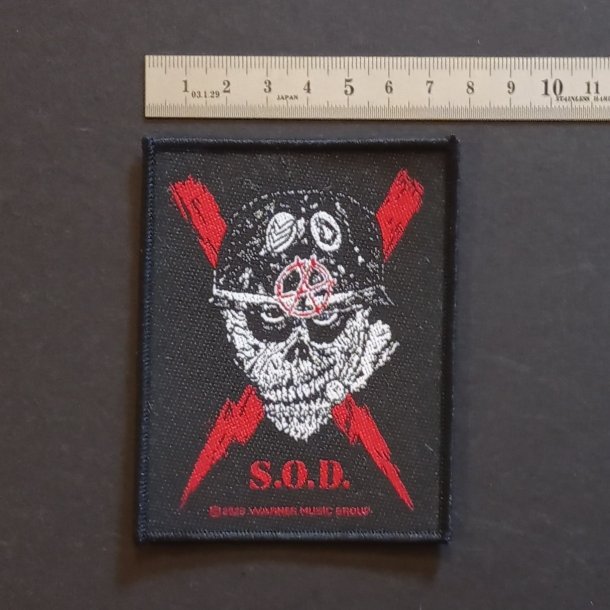 1 2 3 4 5 6 7 8 9 10 11
03.1.29 JAPAN STAINLESS HARD
S.O.D.
© 2023 WARNER MUSIC GROUP